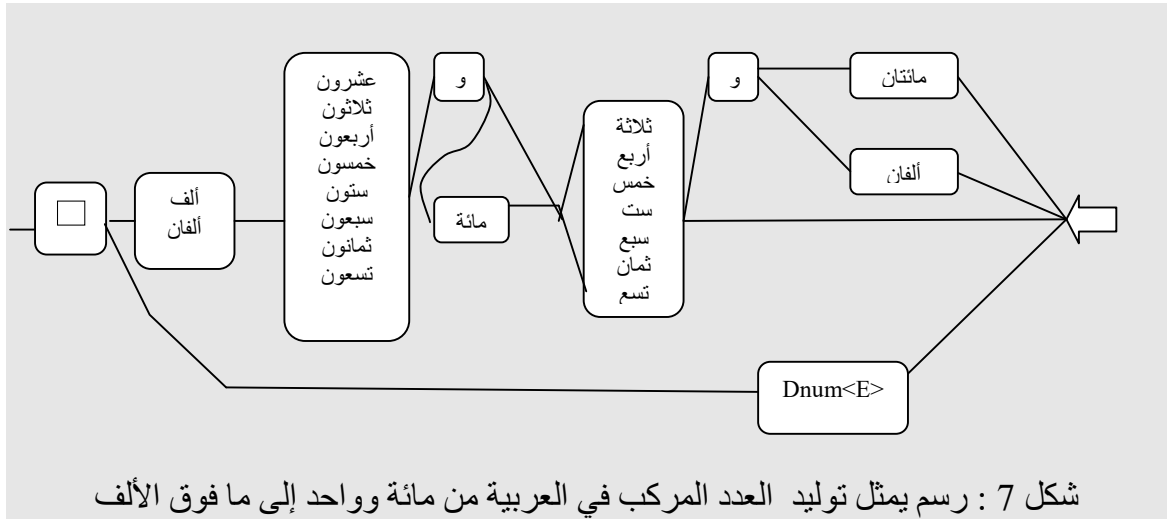 مائتان
ألفان
و
ثلاثة
أربع
خمس
ست
سبع
ثمان
تسع
و
مائة
عشرون
ثلاثون
أربعون
خمسون
ستون
سبعون
ثمانون
تسعون
ألف
ألفان
Dnum<E>
شكل 7 : رسم يمثل توليد العدد المركب في العربية من مائة وواحد إلى ما فوق الألف